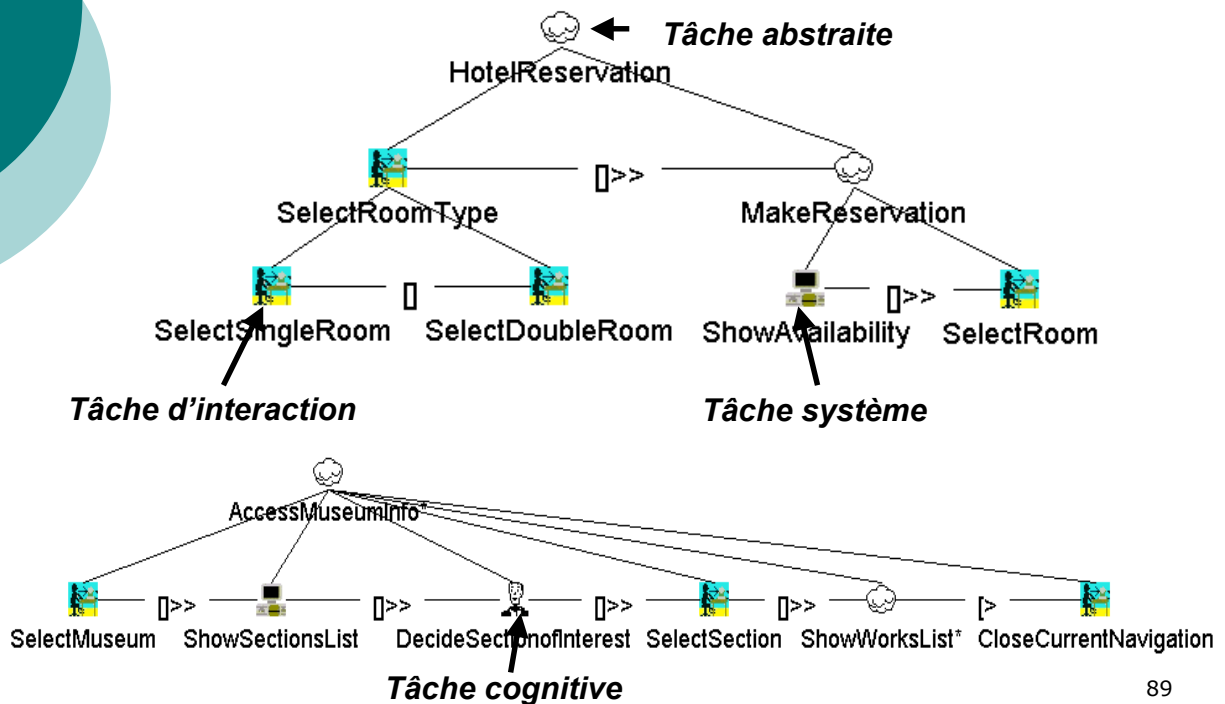 Tâche abstraite
HotelReservation
[]>>
SelectRoomType
MakeReservation
[]
[]>>
SelectSingleRoom
SelectDoubleRoom
ShowAvailability
SelectRoom
Tâche d’interaction
Tâche système
AccessMuseumInfo*
[]>>
[]>>
[]>>
[]>>
[>
SelectMuseum
ShowSectionsList
DecideSectionofInterest
SelectSection
ShowWorksList*
CloseCurrentNavigation
Tâche cognitive
89